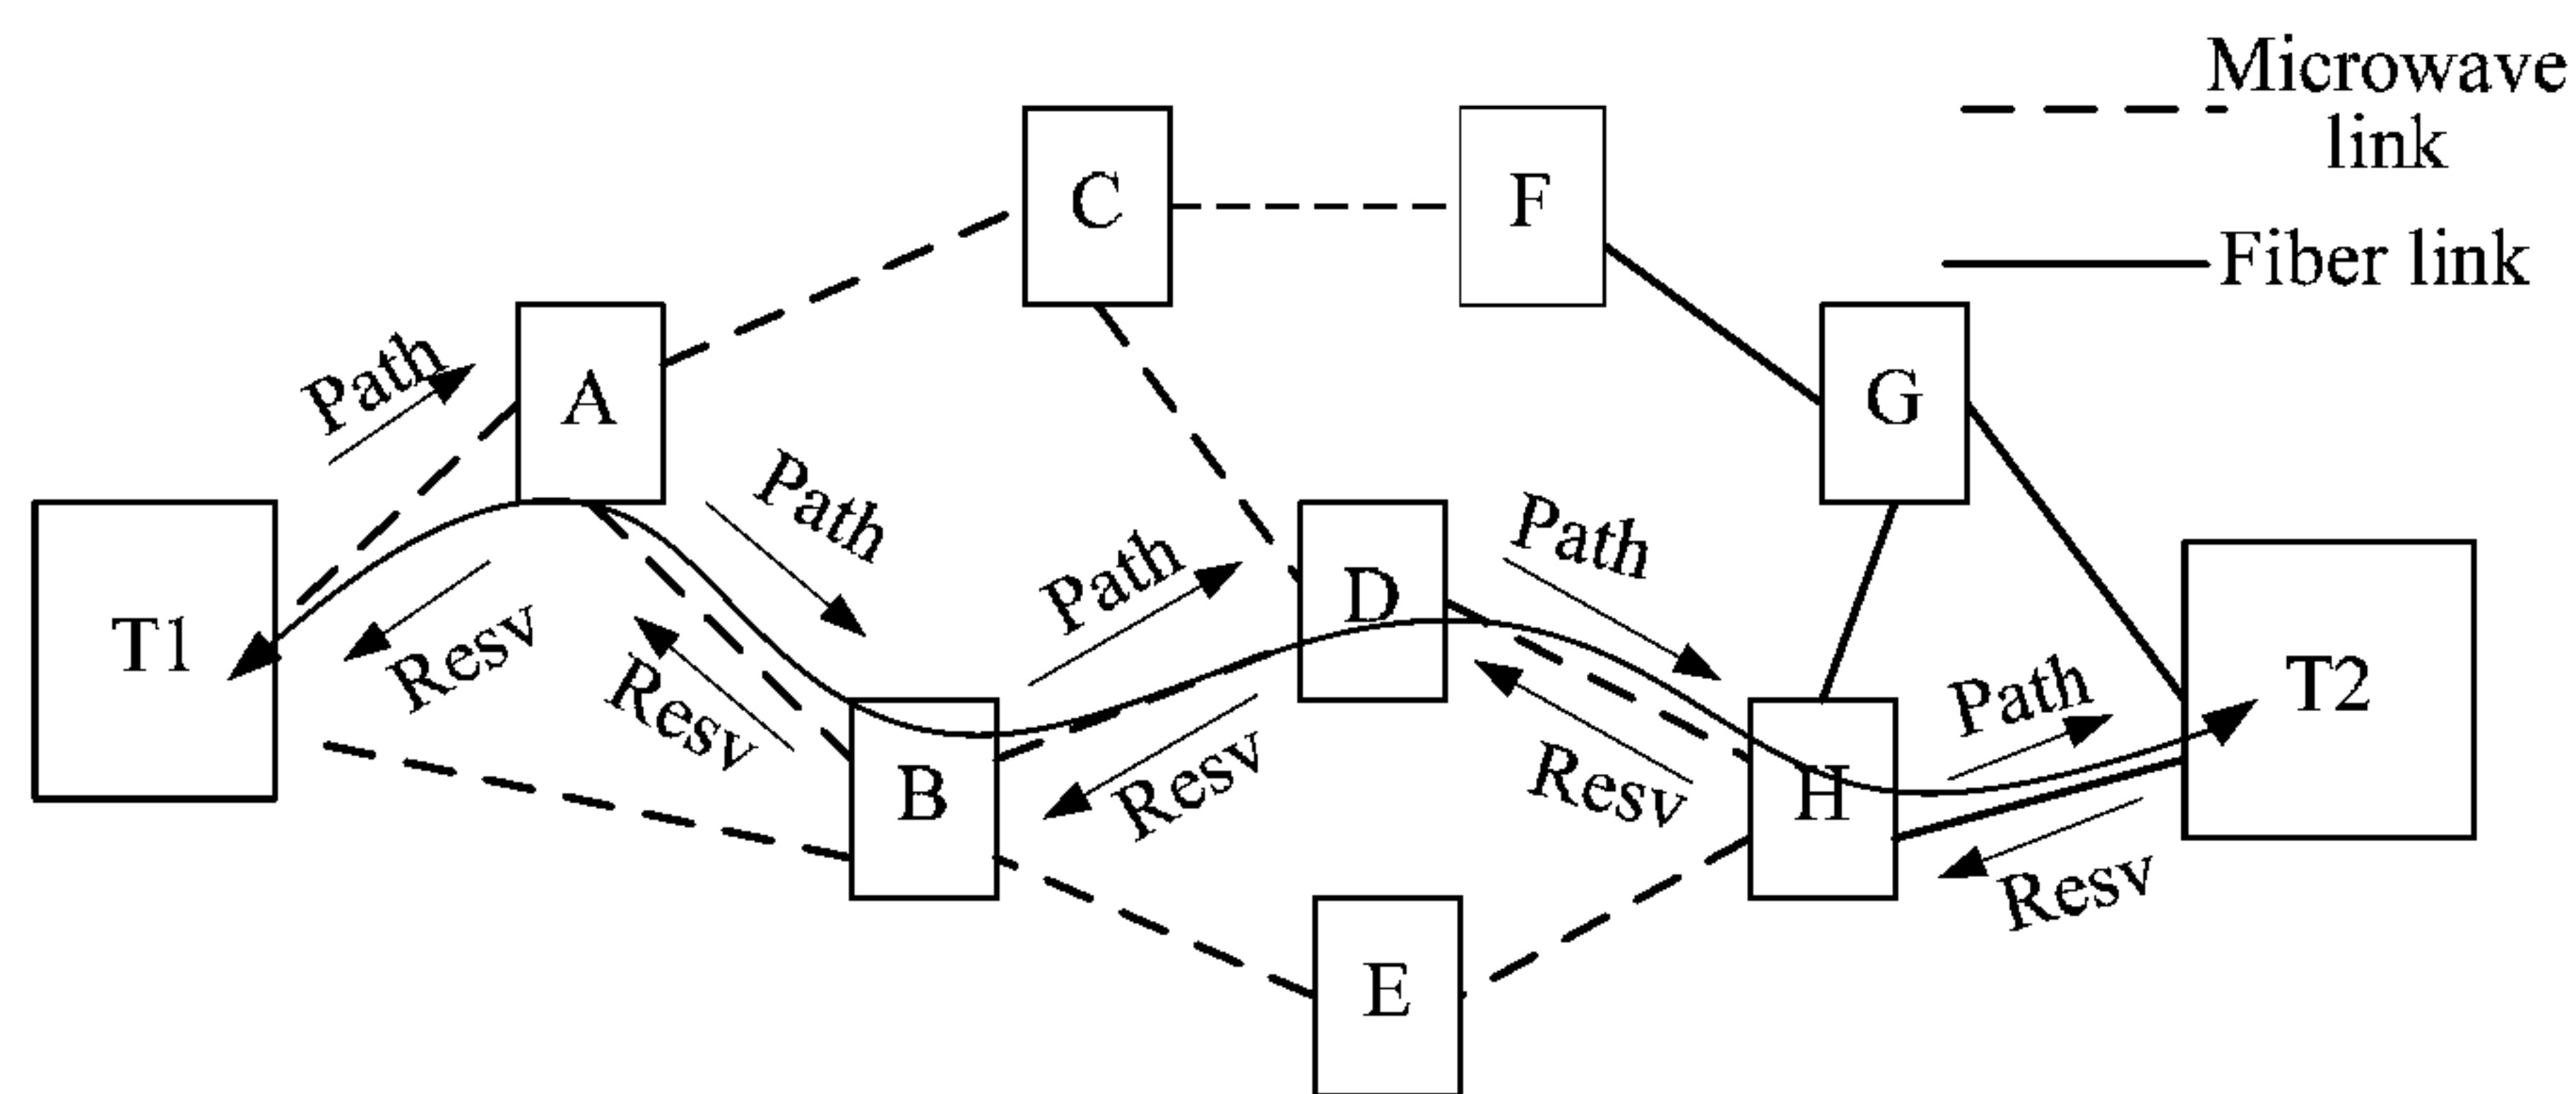 Microwave
link
C
F
Fiber link
Path
A
G
Path
Path
Path
T1
D
Resv
Resv
Path
T2
B
Resv
Resv
H
E
Resv